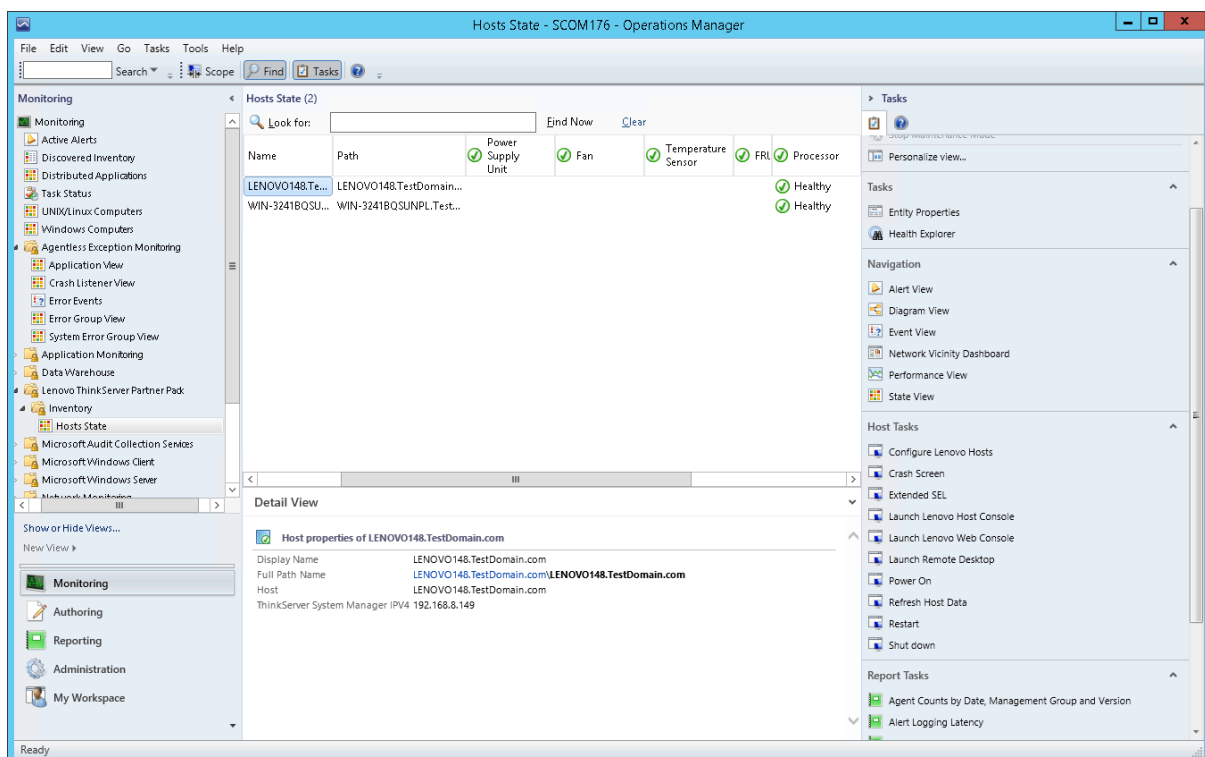 Hosts State - SCOM176 - Operations Manager
File Edit View Go Tasks Tools Help
Search Scope Find Tasks
Monitoring
Monitoring
Active Alerts
Discovered Inventory
Distributed Applications
Task Status
UNIX/Linux Computers
Windows Computers
Agentless Exception Monitoring
Application View
Crash Listener View
Error Events
Error Group View
System Error Group View
Application Monitoring
Data Warehouse
Lenovo ThinkServer Partner Pack
Inventory
Hosts State
Microsoft Audit Collection Services
Microsoft Windows Client
Microsoft Windows Server
Network Monitoring
Show or Hide Views...
New View
Monitoring
Authoring
Reporting
Administration
My Workspace
Ready
Hosts State (2)
Look for: Find Now Clear
Name Path Power Supply Unit Fan Temperature Sensor FRU Processor
LENOVO148.Te... LENOVO148.TestDomain... Healthy
WIN-3241BQSU... WIN-3241BQSUNPL.Test... Healthy
Detail View
Host properties of LENOVO148.TestDomain.com
Display Name LENOVO148.TestDomain.com
Full Path Name LENOVO148.TestDomain.com\LENOVO148.TestDomain.com
Host LENOVO148.TestDomain.com
ThinkServer System Manager IPV4 192.168.8.149
Tasks
Stop Maintenance Mode
Personalize view...
Tasks
Entity Properties
Health Explorer
Navigation
Alert View
Diagram View
Event View
Network Vicinity Dashboard
Performance View
State View
Host Tasks
Configure Lenovo Hosts
Crash Screen
Extended SEL
Launch Lenovo Host Console
Launch Lenovo Web Console
Launch Remote Desktop
Power On
Refresh Host Data
Restart
Shut down
Report Tasks
Agent Counts by Date, Management Group and Version
Alert Logging Latency